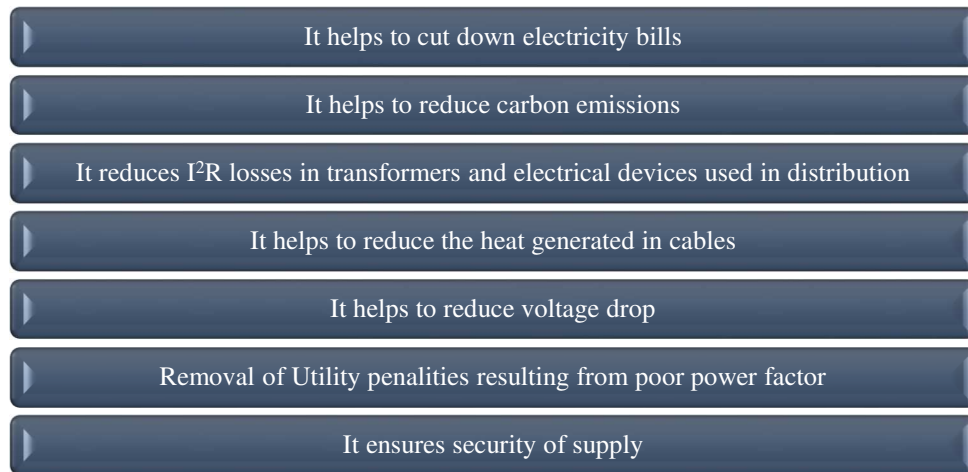 It helps to cut down electricity bills
It helps to reduce carbon emissions
It reduces I²R losses in transformers and electrical devices used in distribution
It helps to reduce the heat generated in cables
It helps to reduce voltage drop
Removal of Utility penalities resulting from poor power factor
It ensures security of supply